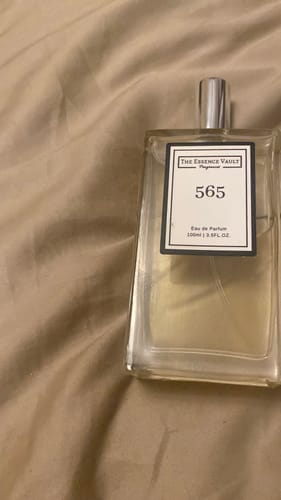 THE ESSENCE VAULT
Fragrances
565
Eau de Parfum
100ml | 3.5FL.OZ.